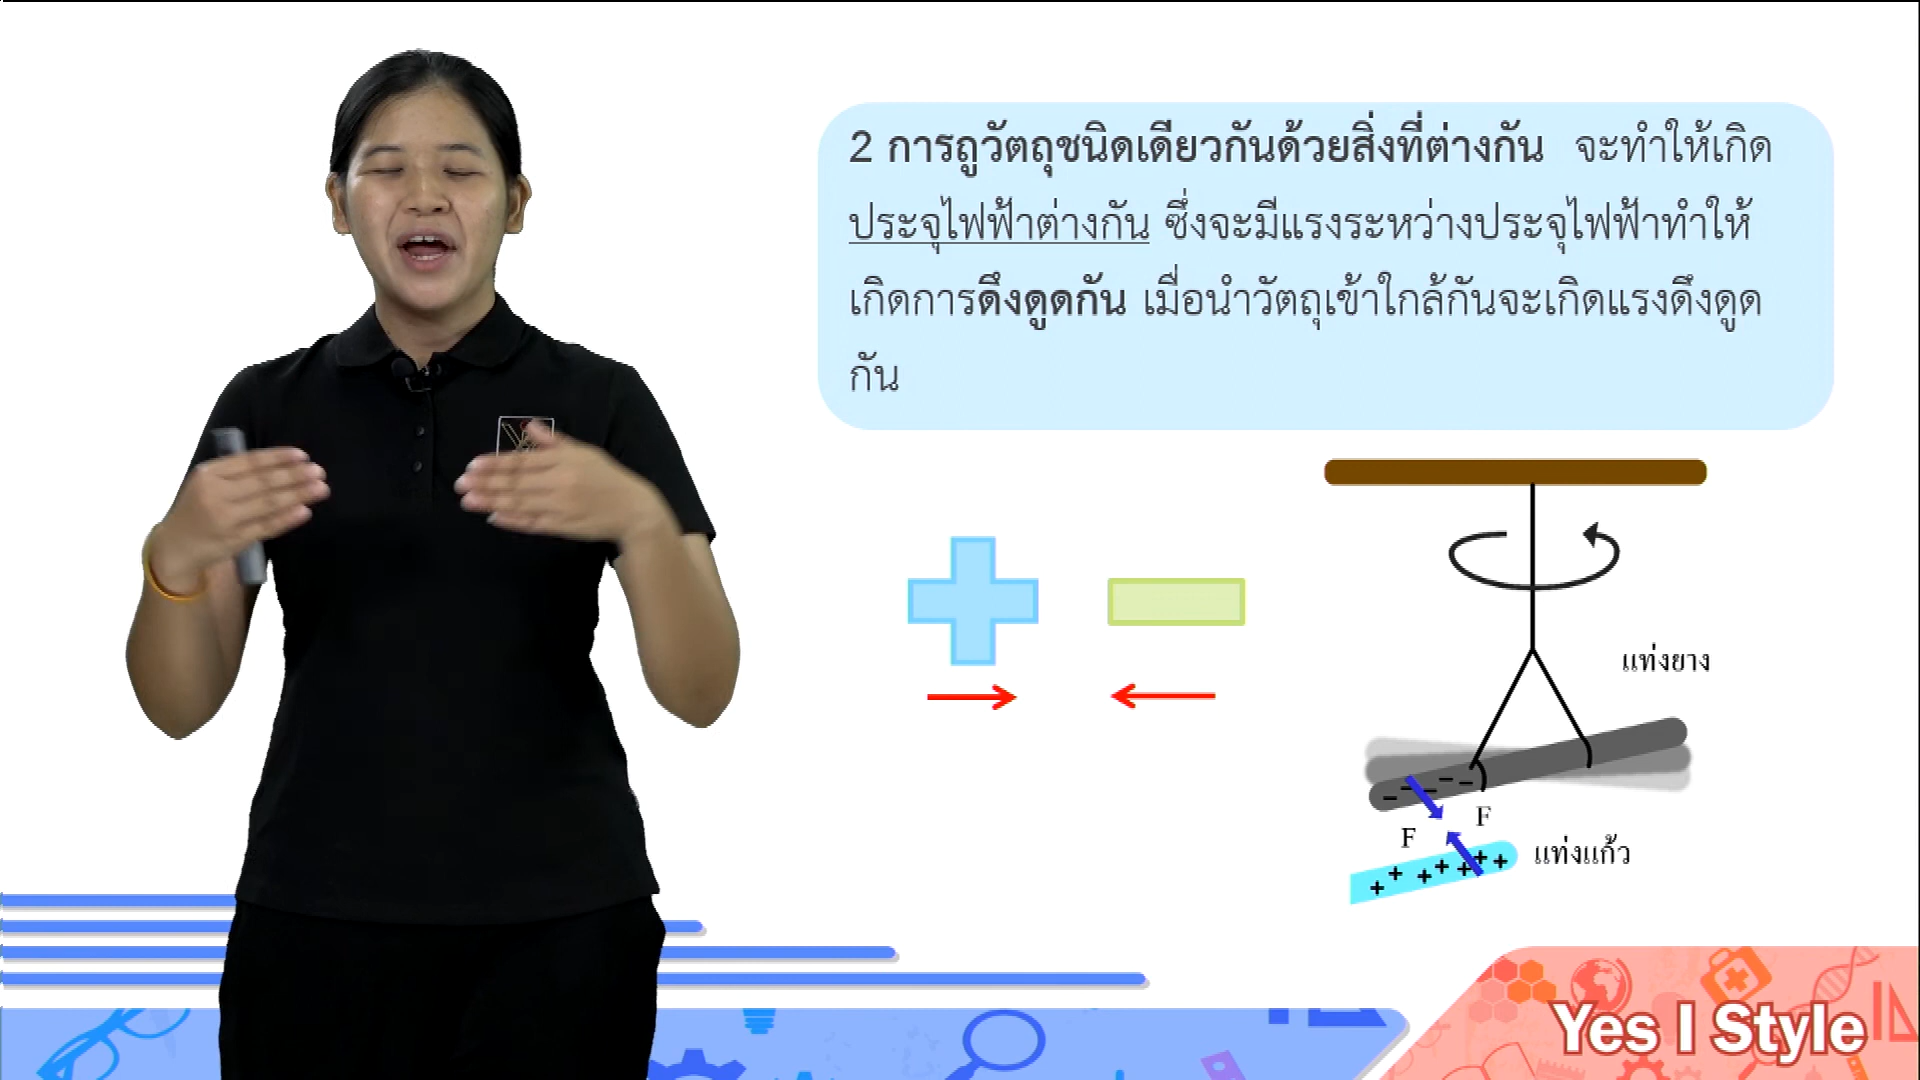 2 การถูวัตถุชนิดเดียวกันด้วยสิ่งที่ต่างกัน จะทำให้เกิด
ประจุไฟฟ้าต่างกัน ซึ่งจะมีแรงระหว่างประจุไฟฟ้าทำให้
เกิดการดึงดูดกัน เมื่อนำวัตถุเข้าใกล้กันจะเกิดแรงดึงดูด
กัน
แท่งยาง
F
F
แท่งแก้ว
Yes I Style